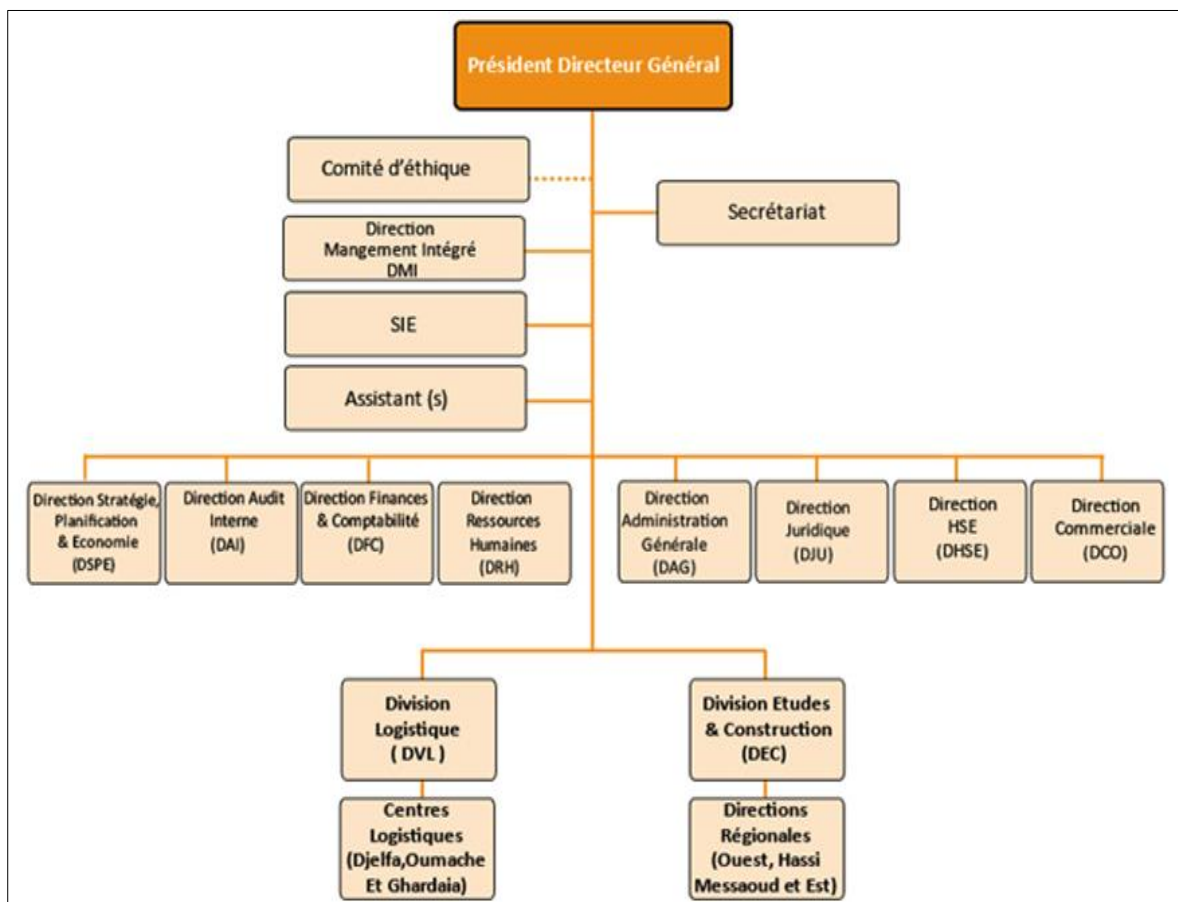 Président Directeur Général
Comité d'éthique
Secrétariat
Direction
Mangement Intégré
DMI
SIE
Assistant (s)
Direction Stratégie,
Planification
& Economie
(DSPE)
Direction Audit
Interne
(DAI)
Direction Finances
& Comptabilité
(DFC)
Direction
Ressources
Humaines
(DRH)
Direction
Administration
Générale
(DAG)
Direction
Juridique
(DJU)
Direction
HSE
(DHSE)
Direction
Commerciale
(DCO)
Division
Logistique
( DVL )
Division Etudes
& Construction
(DEC)
Centres
Logistiques
(Djelfa,Oumache
Et Ghardaia)
Directions
Régionales
(Ouest, Hassi
Messaoud et Est)